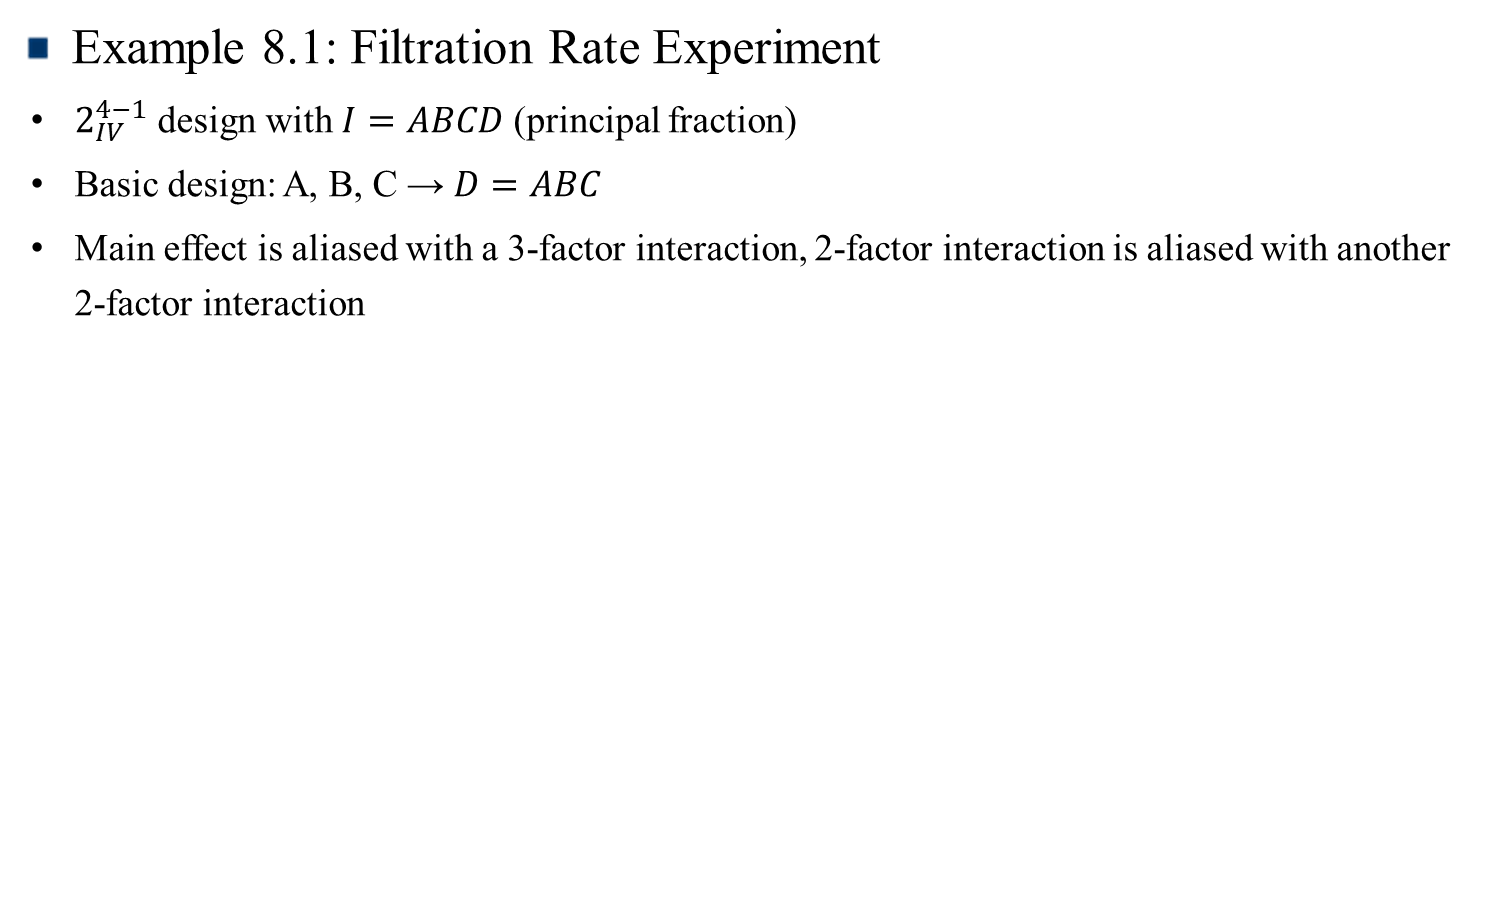 Example 8.1: Filtration Rate Experiment
• $2_{IV}^{4-1}$ design with $I = ABCD$ (principal fraction)
• Basic design: A, B, C → $D = ABC$
• Main effect is aliased with a 3-factor interaction, 2-factor interaction is aliased with another
2-factor interaction